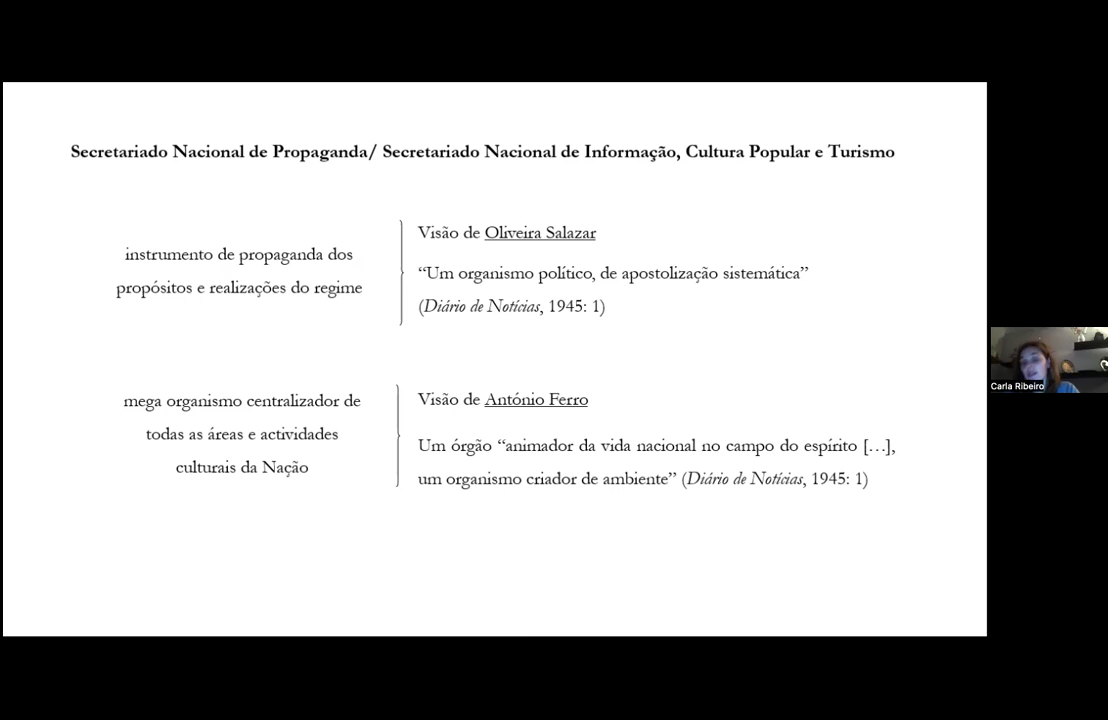 Secretariado Nacional de Propaganda/ Secretariado Nacional de Informação, Cultura Popular e Turismo
instrumento de propaganda dos
propósitos e realizações do regime
Visão de Oliveira Salazar
“Um organismo político, de apostolização sistemática”
(Diário de Notícias, 1945: 1)
mega organismo centralizador de
todas as áreas e actividades
culturais da Nação
Visão de António Ferro
Um órgão “animador da vida nacional no campo do espírito […],
um organismo criador de ambiente” (Diário de Notícias, 1945: 1)
Carla Ribeiro